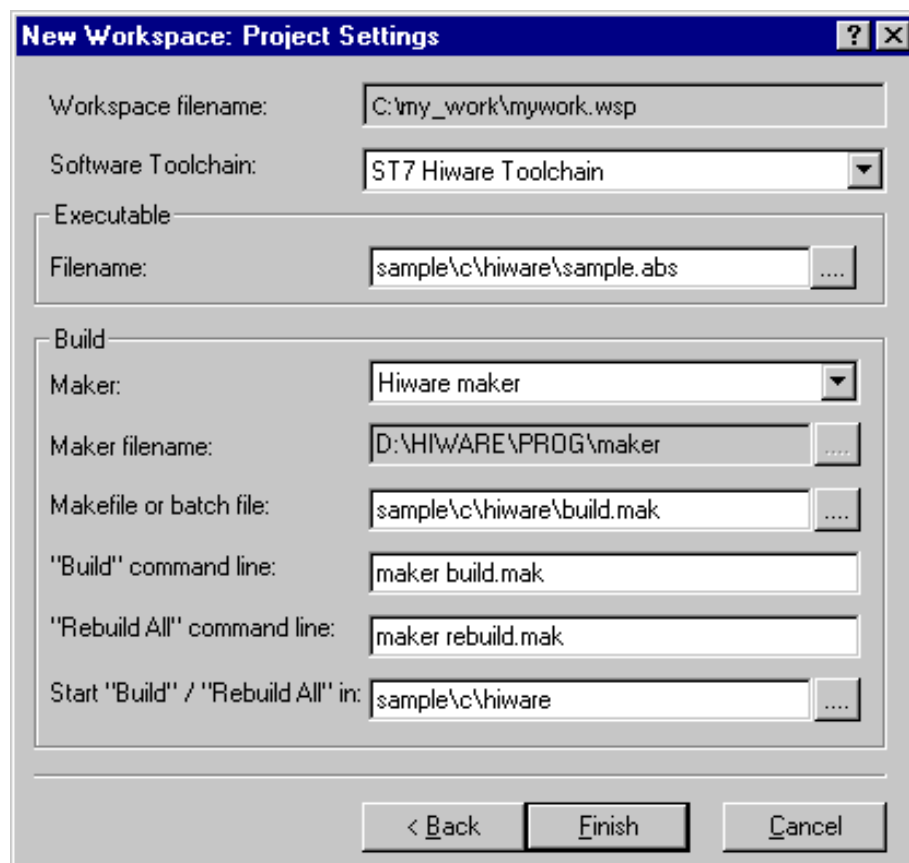 New Workspace: Project Settings
Workspace filename: C:\my_work\mywork.wsp
Software Toolchain: ST7 Hiware Toolchain
Executable
Filename: sample\c\hiware\sample.abs ....
Build
Maker: Hiware maker
Maker filename: D:\HIWARE\PROG\maker ....
Makefile or batch file: sample\c\hiware\build.mak ....
"Build" command line: maker build.mak
"Rebuild All" command line: maker rebuild.mak
Start "Build" / "Rebuild All" in: sample\c\hiware ....
< Back Finish Cancel